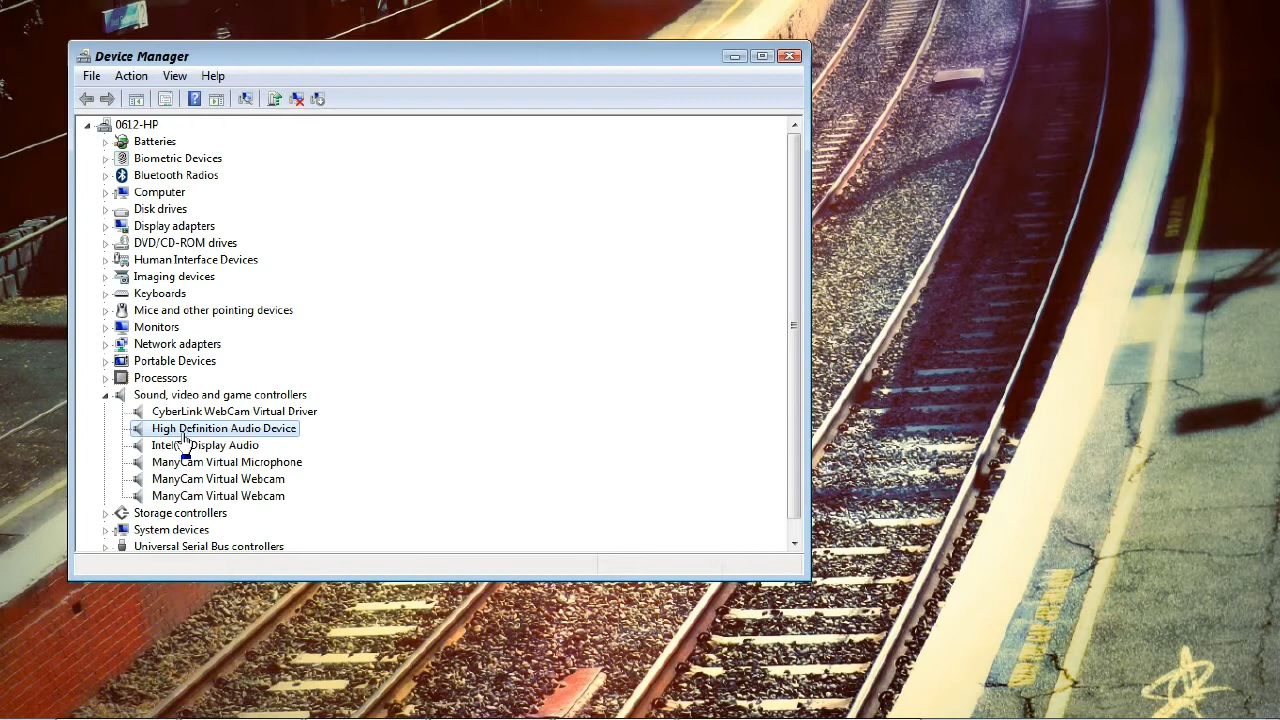 Device Manager
File Action View Help
0612-HP
Batteries
Biometric Devices
Bluetooth Radios
Computer
Disk drives
Display adapters
DVD/CD-ROM drives
Human Interface Devices
Imaging devices
Keyboards
Mice and other pointing devices
Monitors
Network adapters
Portable Devices
Processors
Sound, video and game controllers
CyberLink WebCam Virtual Driver
High Definition Audio Device
Display Audio
ManyCam Virtual Microphone
ManyCam Virtual Webcam
ManyCam Virtual Webcam
Storage controllers
System devices
Universal Serial Bus controllers